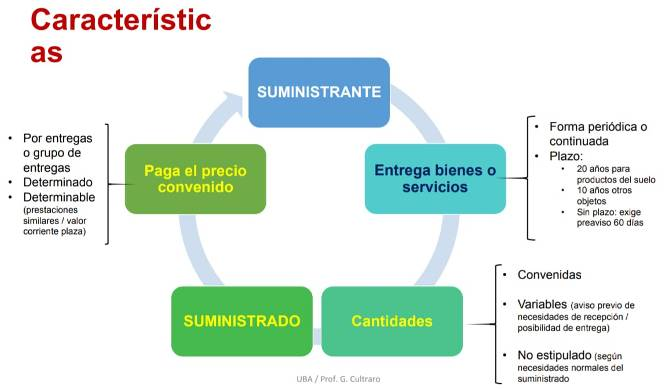 Característic
as
SUMINISTRANTE
Entrega bienes o
servicios
• Forma periódica o
continuada
• Plazo:
• 20 años para
productos del suelo
• 10 años otros
objetos
• Sin plazo: exige
preaviso 60 días
Cantidades
• Convenidas
• Variables (aviso previo de
necesidades de recepción /
posibilidad de entrega)
• No estipulado (según
necesidades normales del
suministrado
SUMINISTRADO
Paga el precio
convenido
• Por entregas
o grupo de
entregas
• Determinado
• Determinable
(prestaciones
similares / valor
corriente plaza)
UBA / Prof. G. Cultraro